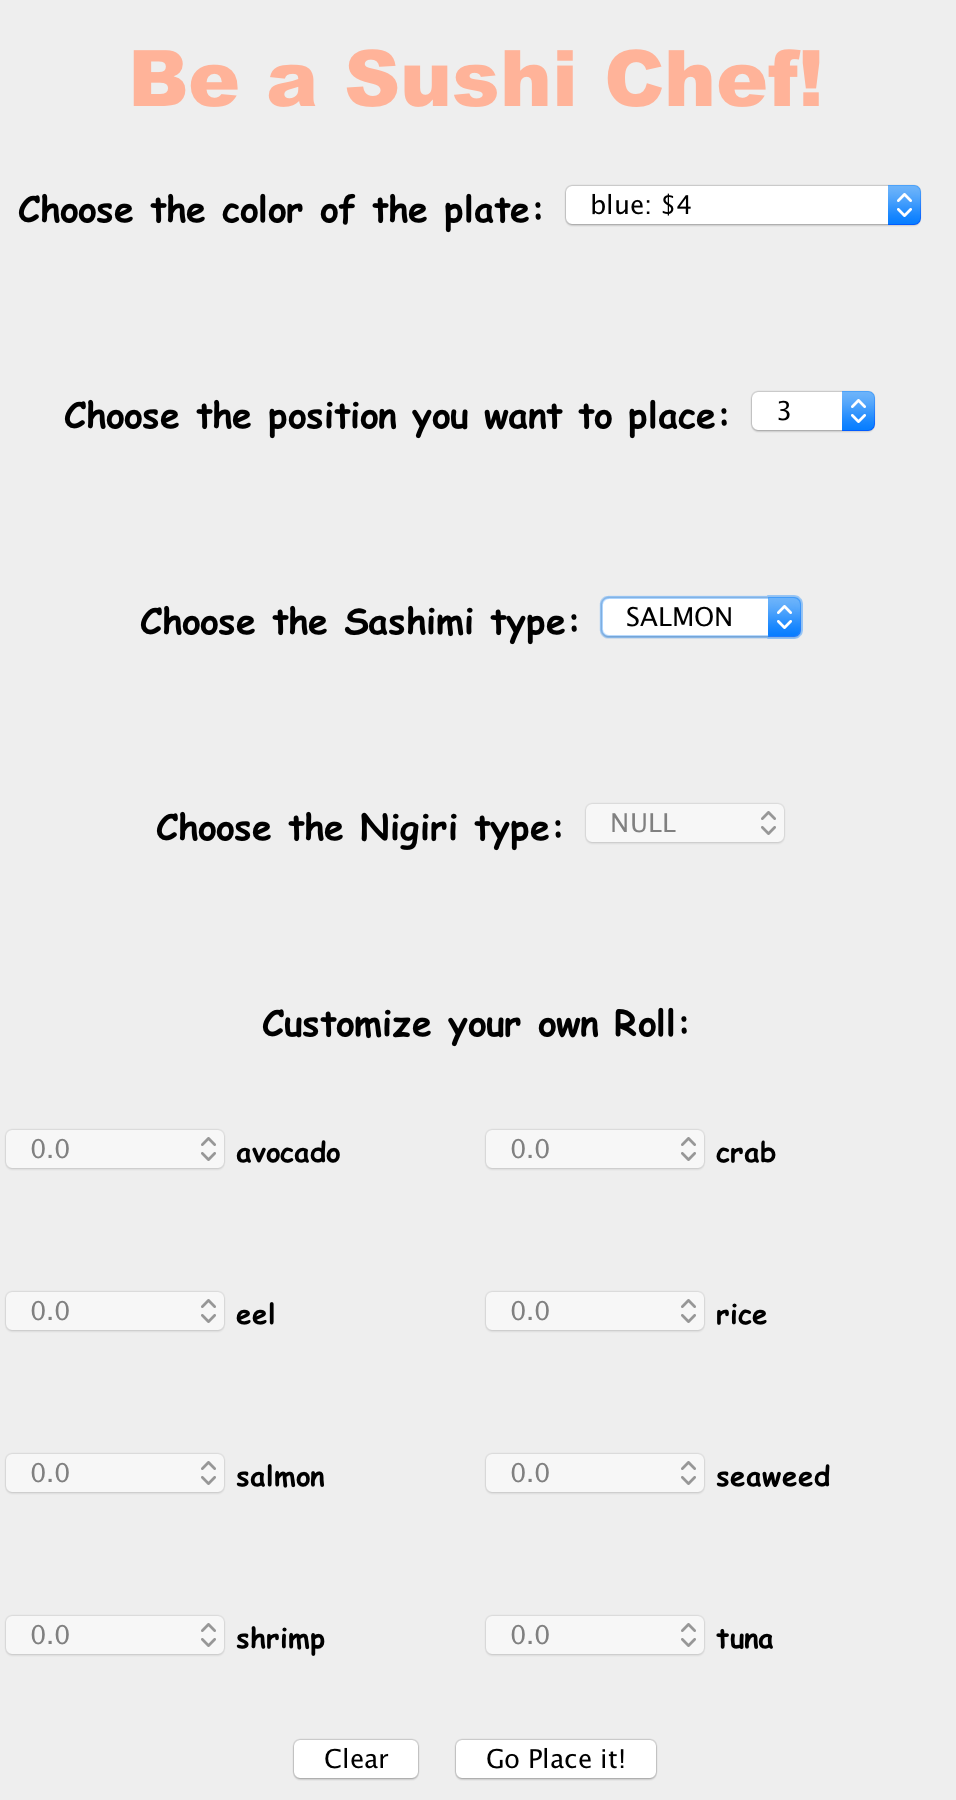 Be a Sushi Chef!
Choose the color of the plate: blue: $4
Choose the position you want to place: 3
Choose the Sashimi type: SALMON
Choose the Nigiri type: NULL
Customize your own Roll:
0.0 avocado 0.0 crab
0.0 eel 0.0 rice
0.0 salmon 0.0 seaweed
0.0 shrimp 0.0 tuna
Clear Go Place it!